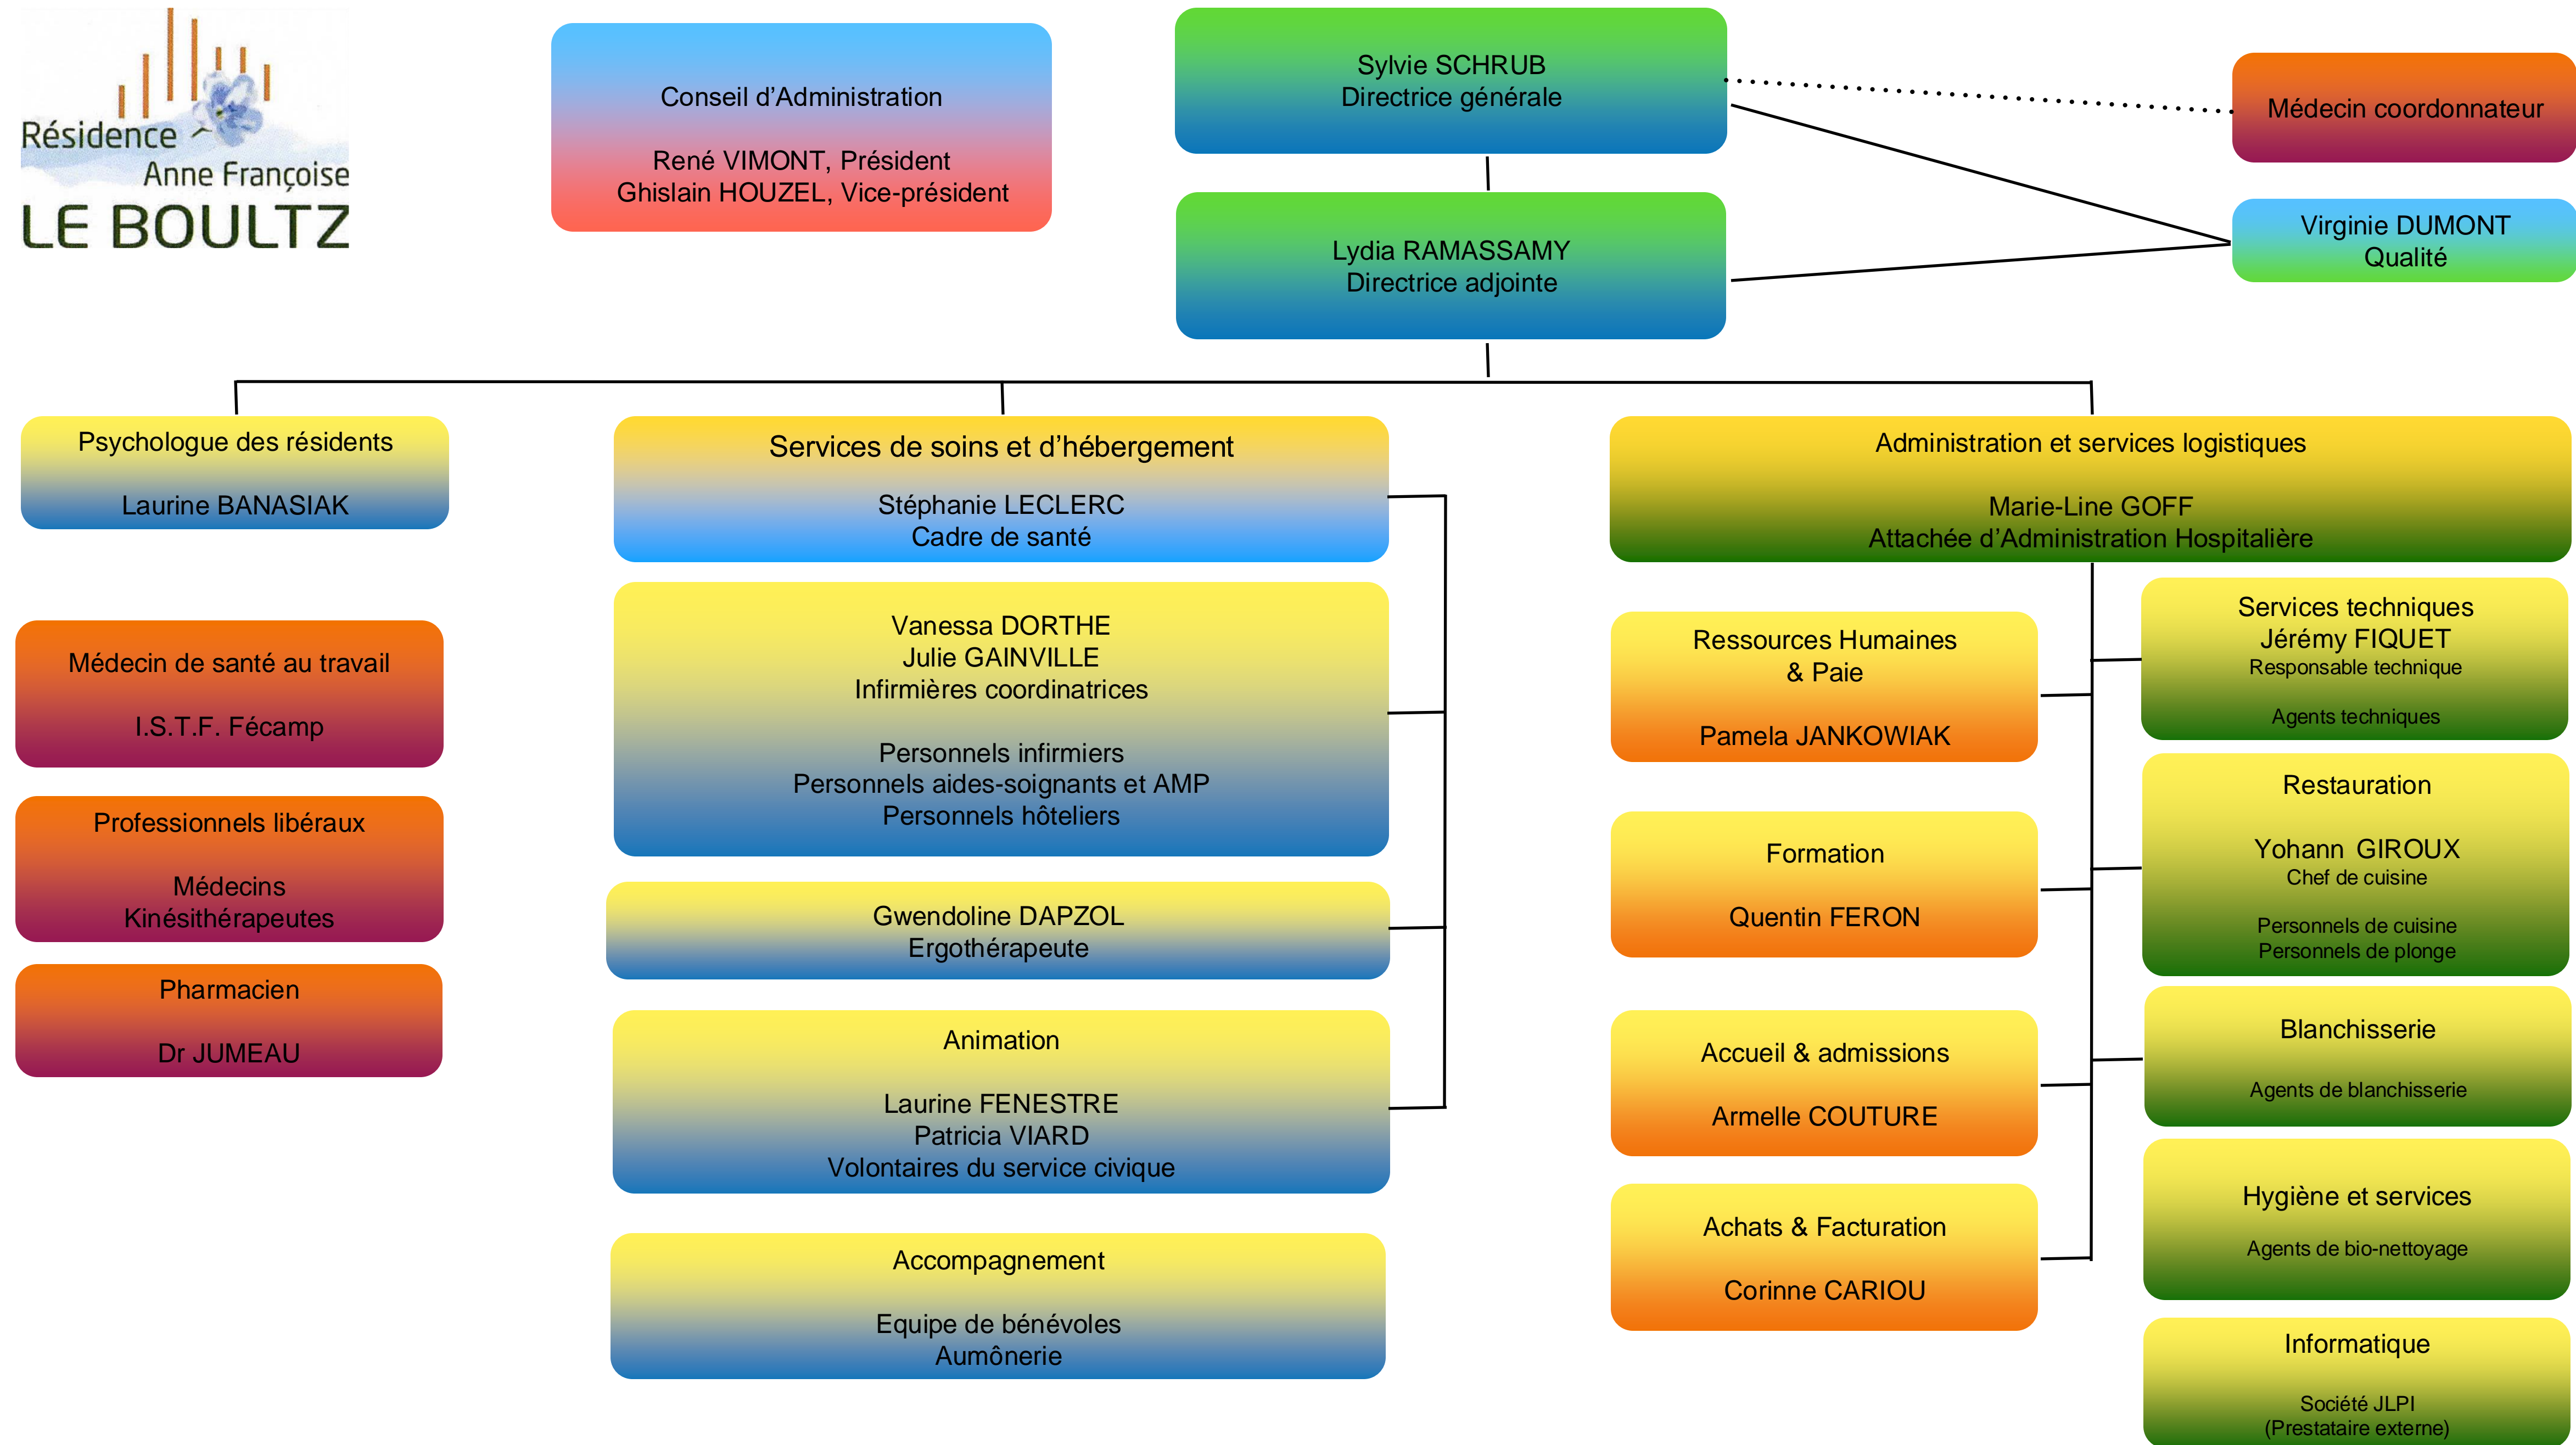 Résidence
Anne Françoise
LE BOULTZ
Conseil d’Administration
René VIMONT, Président
Ghislain HOUZEL, Vice-président
Sylvie SCHRUB
Directrice générale
Médecin coordonnateur
Lydia RAMASSAMY
Directrice adjointe
Virginie DUMONT
Qualité
Psychologue des résidents
Laurine BANASIAK
Médecin de santé au travail
I.S.T.F. Fécamp
Professionnels libéraux
Médecins
Kinésithérapeutes
Pharmacien
Dr JUMEAU
Services de soins et d’hébergement
Stéphanie LECLERC
Cadre de santé
Vanessa DORTHE
Julie GAINVILLE
Infirmières coordinatrices
Personnels infirmiers
Personnels aides-soignants et AMP
Personnels hôteliers
Gwendoline DAPZOL
Ergothérapeute
Animation
Laurine FENESTRE
Patricia VIARD
Volontaires du service civique
Accompagnement
Equipe de bénévoles
Aumônerie
Administration et services logistiques
Marie-Line GOFF
Attachée d’Administration Hospitalière
Ressources Humaines
& Paie
Pamela JANKOWIAK
Formation
Quentin FERON
Accueil & admissions
Armelle COUTURE
Achats & Facturation
Corinne CARIOU
Services techniques
Jérémy FIQUET
Responsable technique
Agents techniques
Restauration
Yohann GIROUX
Chef de cuisine
Personnels de cuisine
Personnels de plonge
Blanchisserie
Agents de blanchisserie
Hygiène et services
Agents de bio-nettoyage
Informatique
Société JLPI
(Prestataire externe)